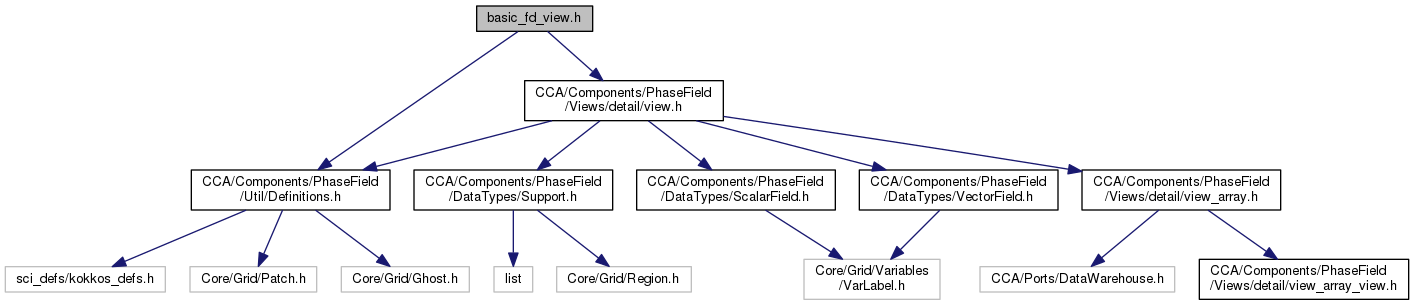 basic_fd_view.h
CCA/Components/PhaseField
/Views/detail/view.h
CCA/Components/PhaseField
/Util/Definitions.h
CCA/Components/PhaseField
/DataTypes/Support.h
CCA/Components/PhaseField
/DataTypes/ScalarField.h
CCA/Components/PhaseField
/DataTypes/VectorField.h
CCA/Components/PhaseField
/Views/detail/view_array.h
sci_defs/kokkos_defs.h
Core/Grid/Patch.h
Core/Grid/Ghost.h
list
Core/Grid/Region.h
Core/Grid/Variables
/VarLabel.h
CCA/Ports/DataWarehouse.h
CCA/Components/PhaseField
/Views/detail/view_array_view.h